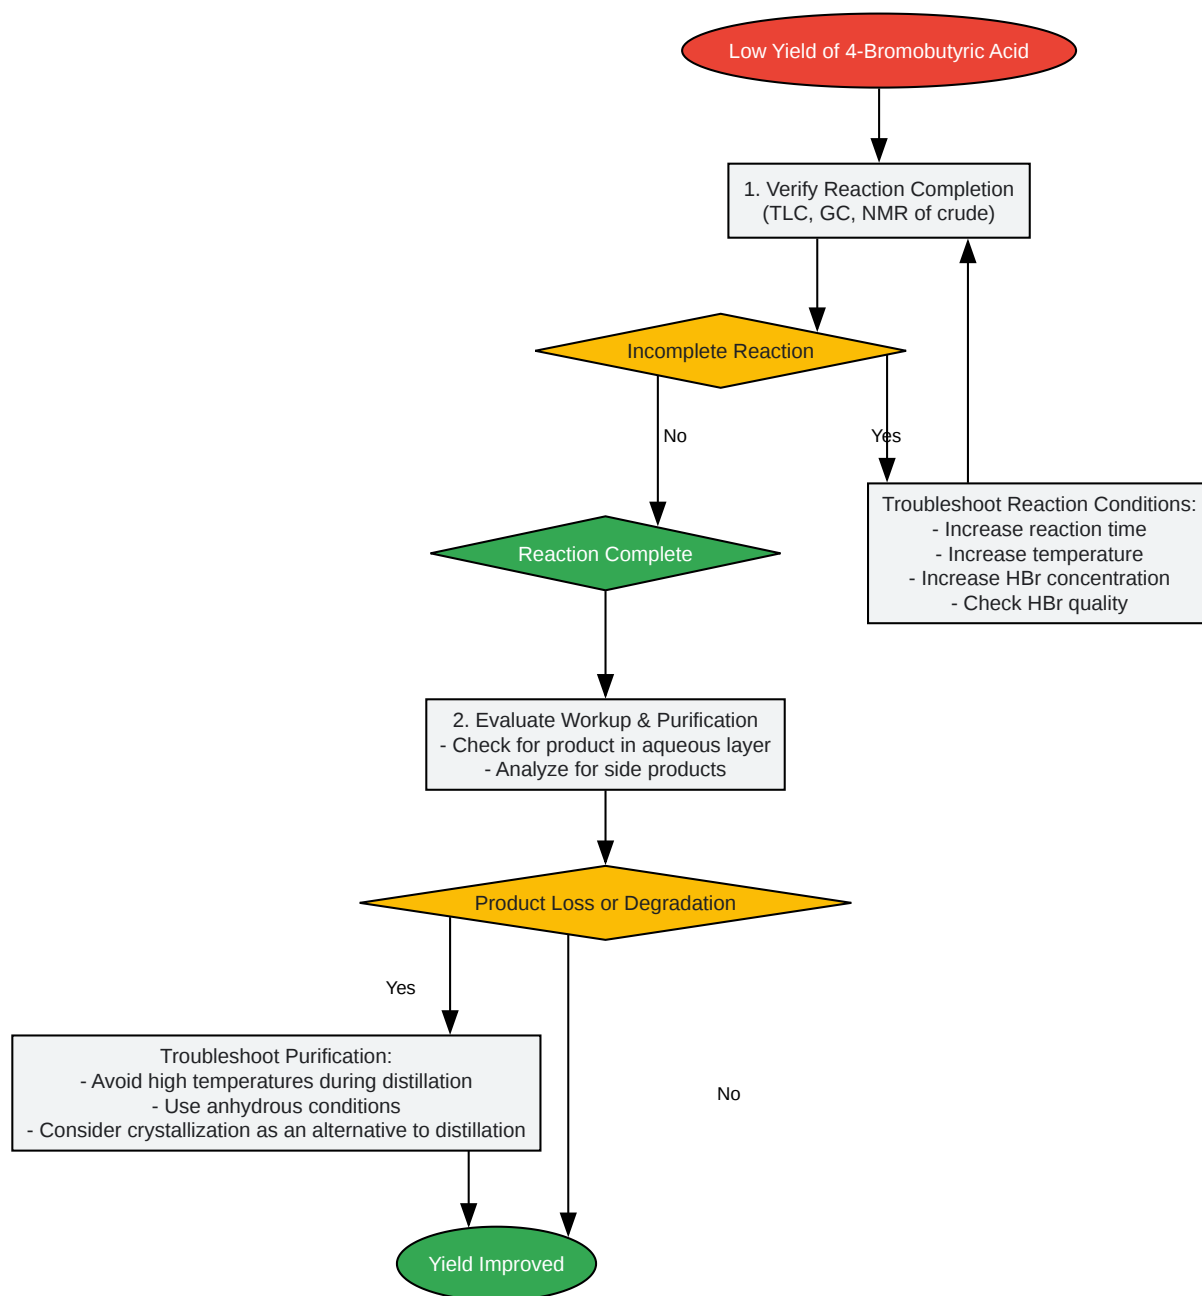 Low Yield of 4-Bromobutyric Acid
1. Verify Reaction Completion
(TLC, GC, NMR of crude)
Incomplete Reaction
No
Yes
Troubleshoot Reaction Conditions:
- Increase reaction time
- Increase temperature
- Increase HBr concentration
- Check HBr quality
Reaction Complete
2. Evaluate Workup & Purification
- Check for product in aqueous layer
- Analyze for side products
Product Loss or Degradation
Yes
Troubleshoot Purification:
- Avoid high temperatures during distillation
- Use anhydrous conditions
- Consider crystallization as an alternative to distillation
No
Yield Improved